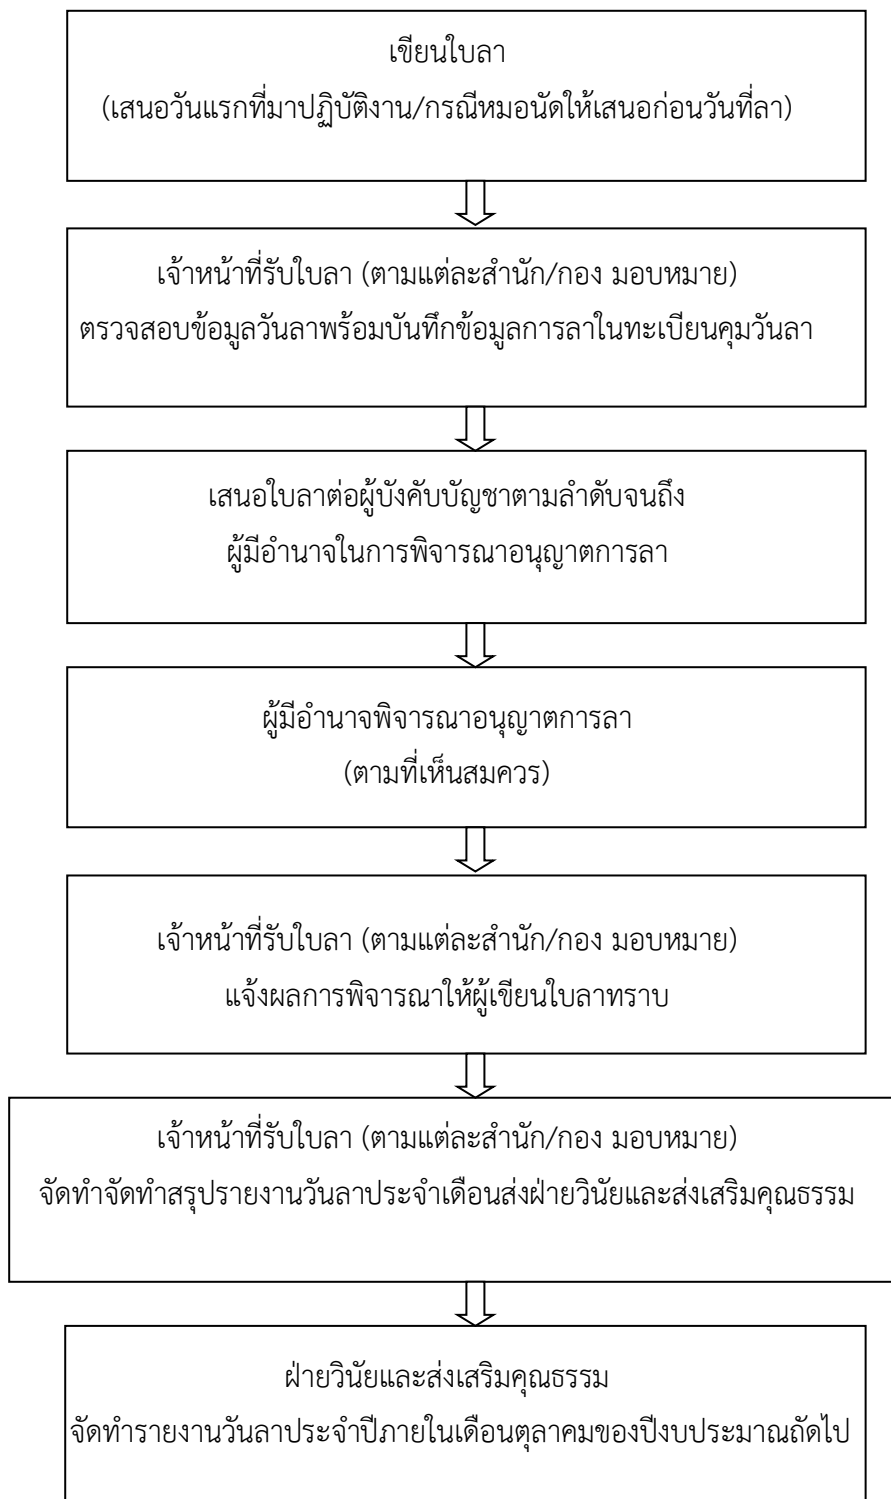 เขียนใบลา
(เสนอวันแรกที่มาปฏิบัติงาน/กรณีหมอนัดให้เสนอก่อนวันที่ลา)
เจ้าหน้าที่รับใบลา (ตามแต่ละสำนัก/กอง มอบหมาย)
ตรวจสอบข้อมูลวันลาพร้อมบันทึกข้อมูลการลาในทะเบียนคุมวันลา
เสนอใบลาต่อผู้บังคับบัญชาตามลำดับจนถึง
ผู้มีอำนาจในการพิจารณาอนุญาตการลา
ผู้มีอำนาจพิจารณาอนุญาตการลา
(ตามที่เห็นสมควร)
เจ้าหน้าที่รับใบลา (ตามแต่ละสำนัก/กอง มอบหมาย)
แจ้งผลการพิจารณาให้ผู้เขียนใบลาทราบ
เจ้าหน้าที่รับใบลา (ตามแต่ละสำนัก/กอง มอบหมาย)
จัดทำจัดทำสรุปรายงานวันลาประจำเดือนส่งฝ่ายวินัยและส่งเสริมคุณธรรม
ฝ่ายวินัยและส่งเสริมคุณธรรม
จัดทำรายงานวันลาประจำปีภายในเดือนตุลาคมของปีงบประมาณถัดไป